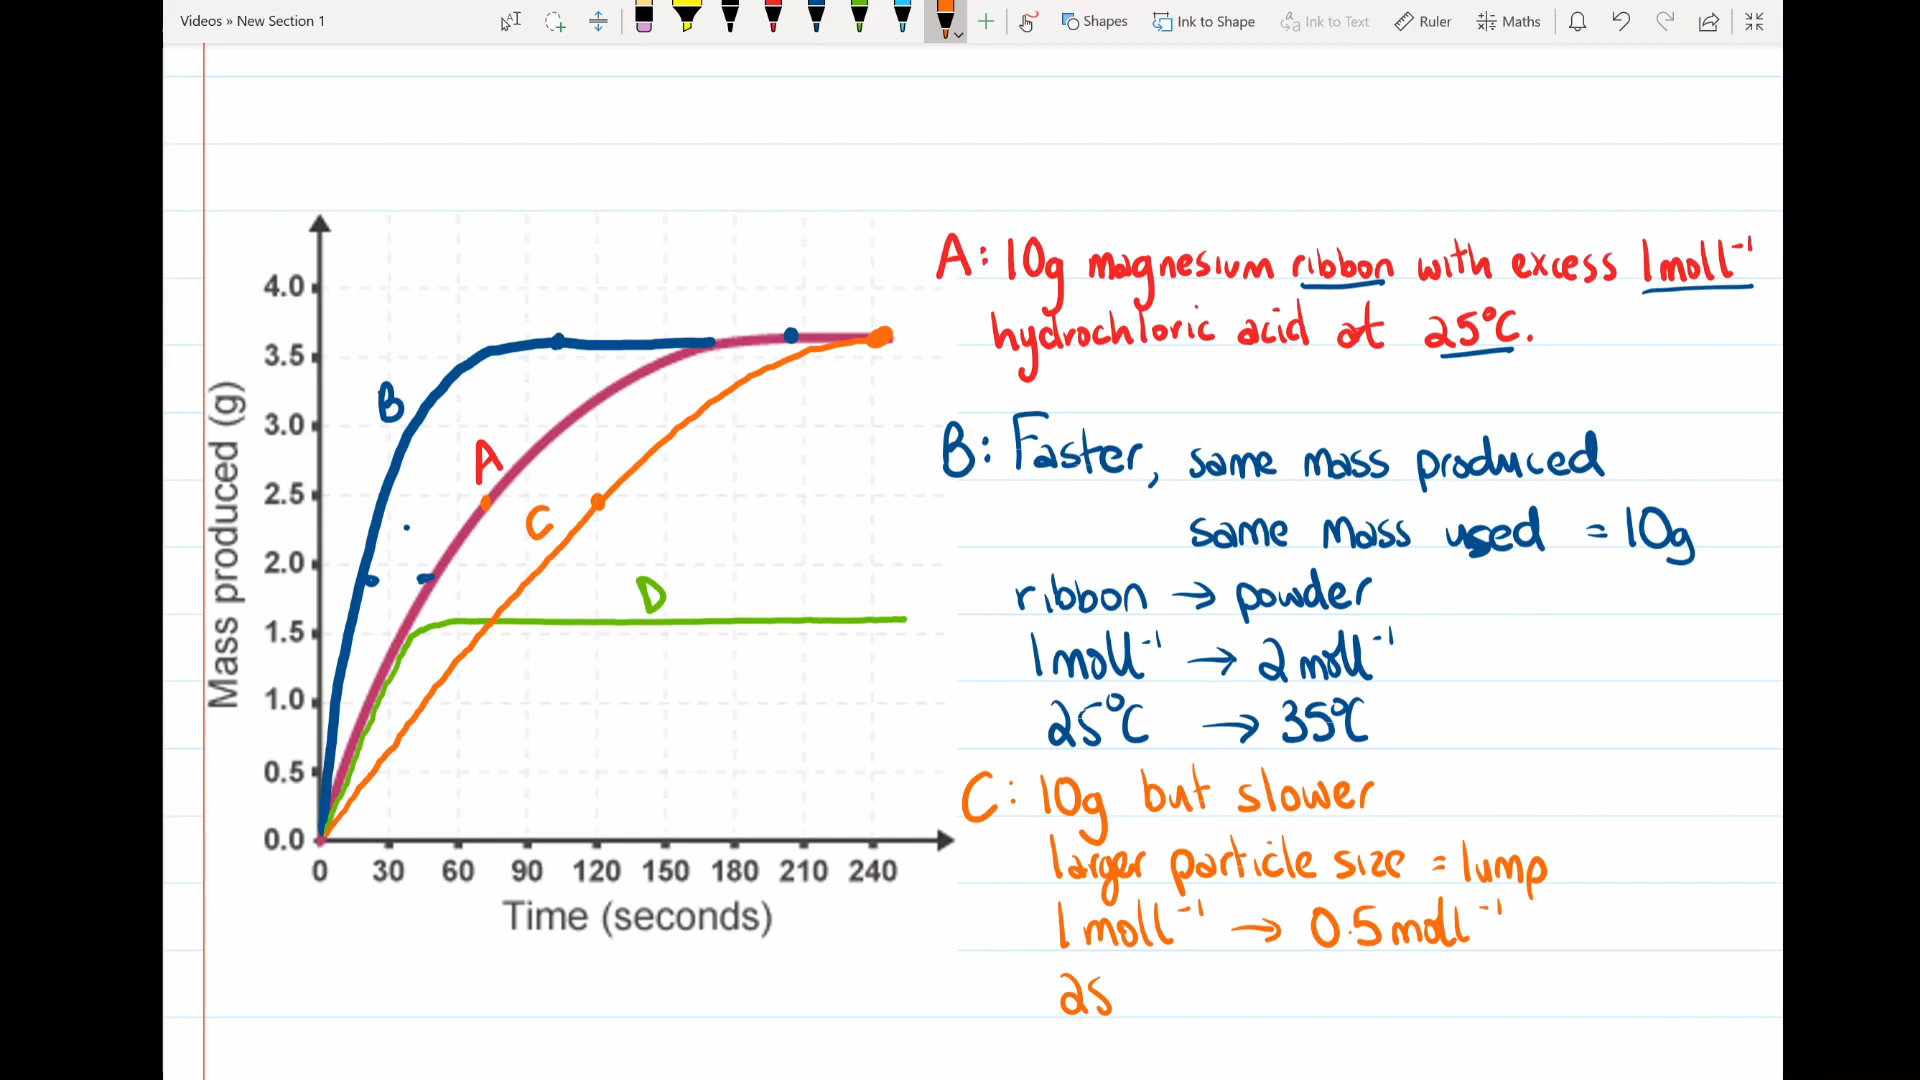 Videos » New Section 1
Shapes
Ink to Shape
Ink to Text
Ruler
Maths
Mass produced (g)
4.0
3.5
3.0
2.5
2.0
1.5
1.0
0.5
0.0
0 30 60 90 120 150 180 210 240
Time (seconds)
B
A
C
D
A: 10g magnesium ribbon with excess 1moll⁻¹
hydrochloric acid at 25°C.
B: Faster, same mass produced
same mass used = 10g
ribbon → powder
1moll⁻¹ → 2moll⁻¹
25°C → 35°C
C: 10g but slower
larger particle size = lump
1moll⁻¹ → 0.5moll⁻¹
25